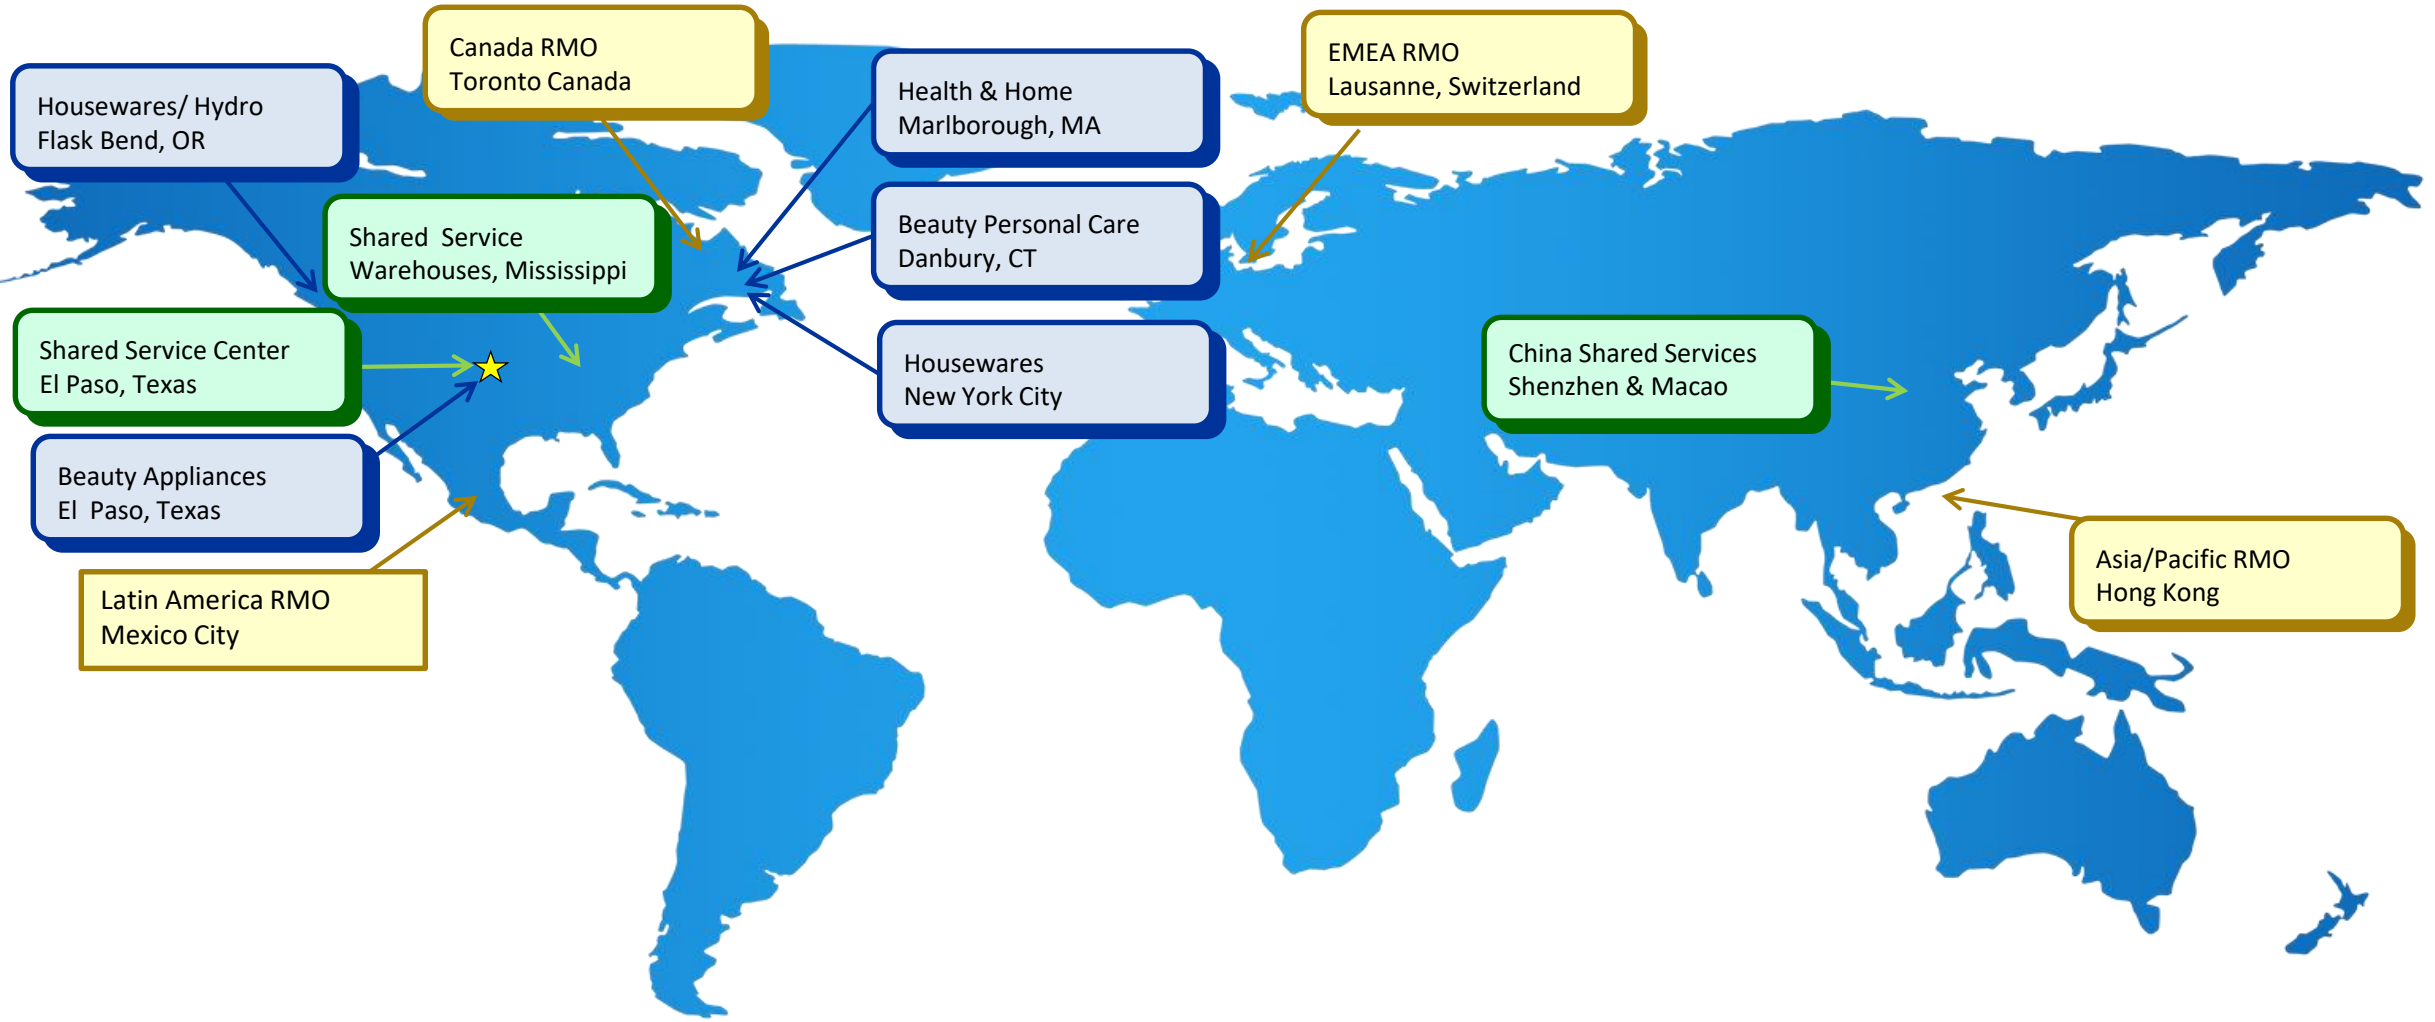 Canada RMO
Toronto Canada
EMEA RMO
Lausanne, Switzerland
Housewares/ Hydro
Flask Bend, OR
Health & Home
Marlborough, MA
Shared  Service
Warehouses, Mississippi
Beauty Personal Care
Danbury, CT
Shared Service Center
El Paso, Texas
Housewares
New York City
China Shared Services
Shenzhen & Macao
Beauty Appliances
El  Paso, Texas
Latin America RMO
Mexico City
Asia/Pacific RMO
Hong Kong